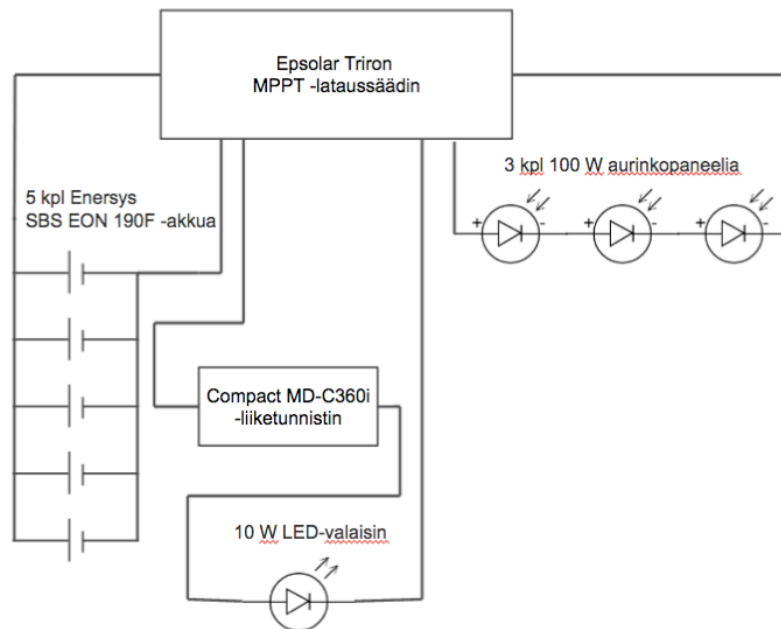 Epsolar Triron
MPPT -lataussäädin
3 kpl 100 W aurinkopaneelia
5 kpl Enersys
SBS EON 190F -akkua
+ - + - + -
Compact MD-C360i
-liiketunnistin
10 W LED-valaisin